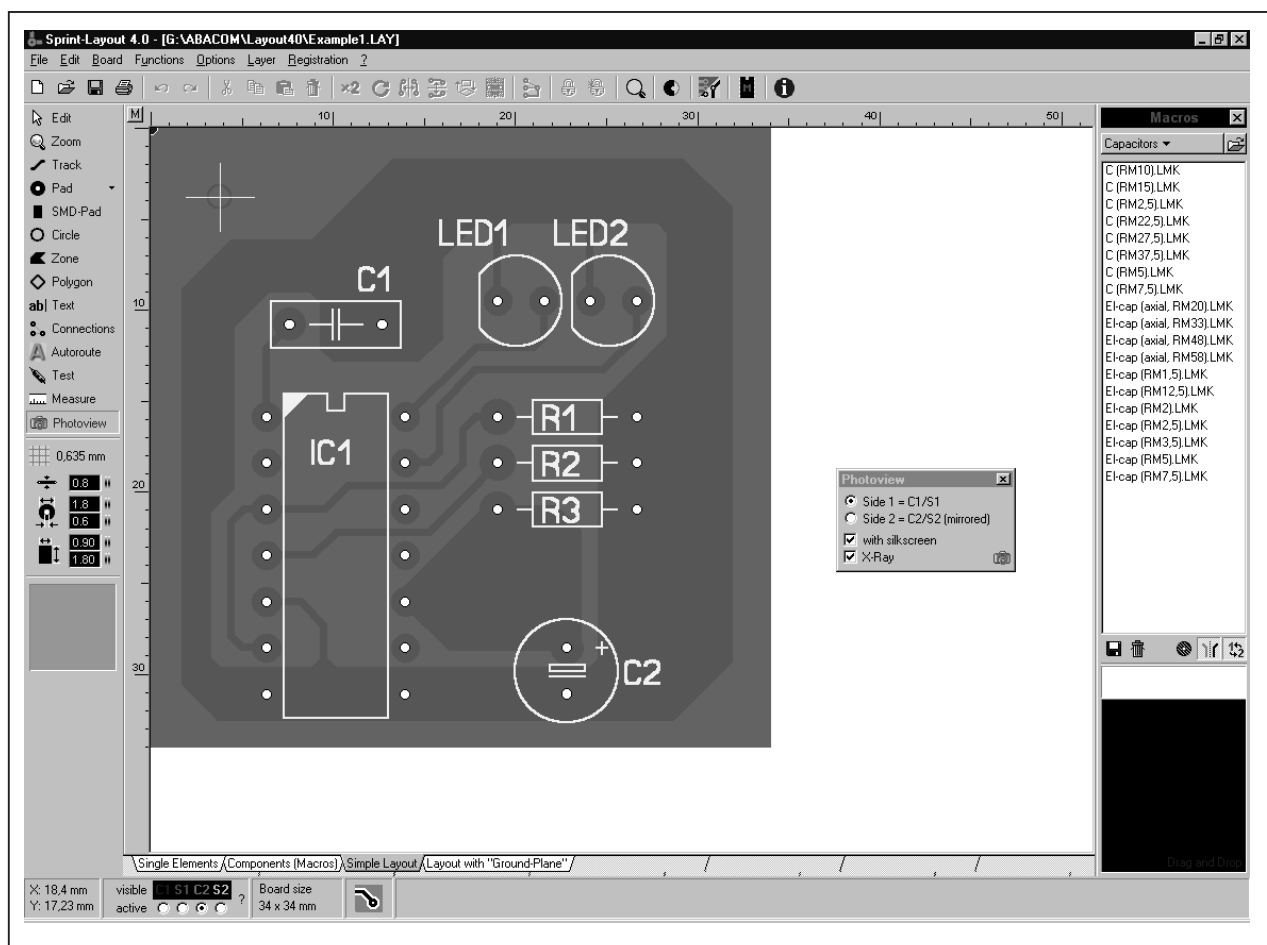 Sprint-Layout 4.0 - [G:\ABACOM\Layout40\Example1.LAY]
File Edit Board Functions Options Layer Registration ?
×2
Edit
Zoom
Track
Pad
SMD-Pad
Circle
Zone
Polygon
ab| Text
Connections
Autoroute
Test
Measure
Photoview
0,635 mm
0.8
1.8
0.6
0.90
1.80
M 10 20 30 40 50
10
20
30
LED1 LED2
C1
IC1
R1
R2
R3
+
C2
Photoview
Side 1 = C1/S1
Side 2 = C2/S2 (mirrored)
with silkscreen
X-Ray
Macros
Capacitors
C (RM10).LMK
C (RM15).LMK
C (RM2,5).LMK
C (RM22,5).LMK
C (RM27,5).LMK
C (RM37,5).LMK
C (RM5).LMK
C (RM7,5).LMK
El-cap (axial, RM20).LMK
El-cap (axial, RM33).LMK
El-cap (axial, RM48).LMK
El-cap (axial, RM58).LMK
El-cap (RM1,5).LMK
El-cap (RM12,5).LMK
El-cap (RM2).LMK
El-cap (RM2,5).LMK
El-cap (RM3,5).LMK
El-cap (RM5).LMK
El-cap (RM7,5).LMK
Drag and Drop
Single Elements Components (Macros) Simple Layout Layout with "Ground-Plane"
X: 18,4 mm visible C1 S1 C2 S2 ? Board size
Y: 17,23 mm active 34 x 34 mm